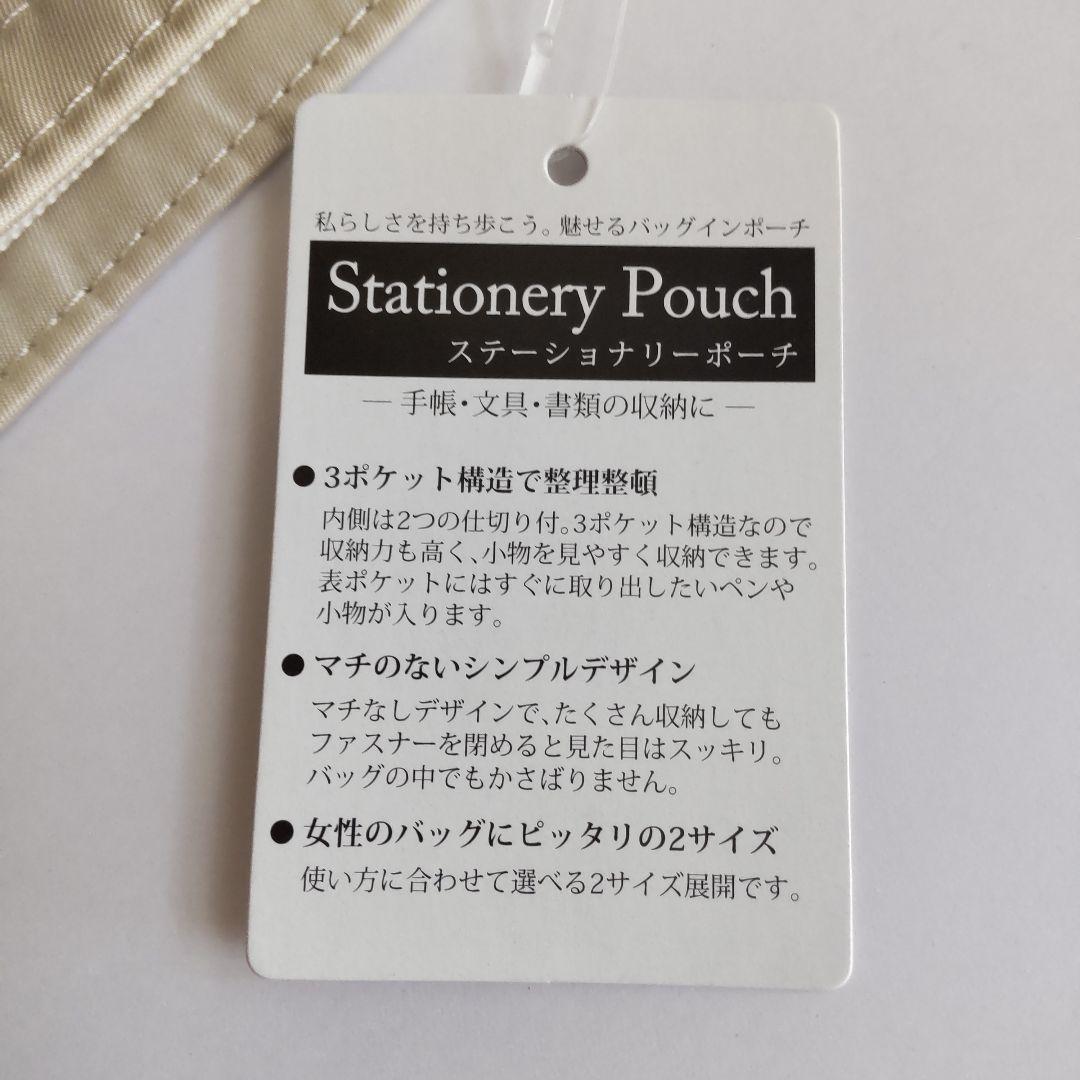 私らしさを持ち歩こう。魅せるバッグインポーチ
Stationery Pouch
ステーショナリーポーチ
― 手帳・文具・書類の収納に ―
● 3ポケット構造で整理整頓
内側は2つの仕切り付。3ポケット構造なので
収納力も高く、小物を見やすく収納できます。
表ポケットにはすぐに取り出したいペンや
小物が入ります。
● マチのないシンプルデザイン
マチなしデザインで、たくさん収納しても
ファスナーを閉めると見た目はスッキリ。
バッグの中でもかさばりません。
● 女性のバッグにピッタリの2サイズ
使い方に合わせて選べる2サイズ展開です。